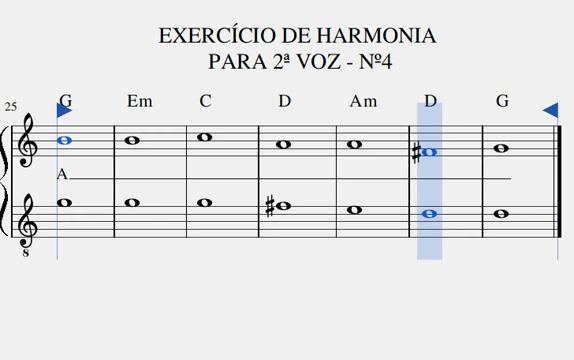 EXERCÍCIO DE HARMONIA
PARA 2ª VOZ - Nº4
G Em C D Am D G
25
A
8